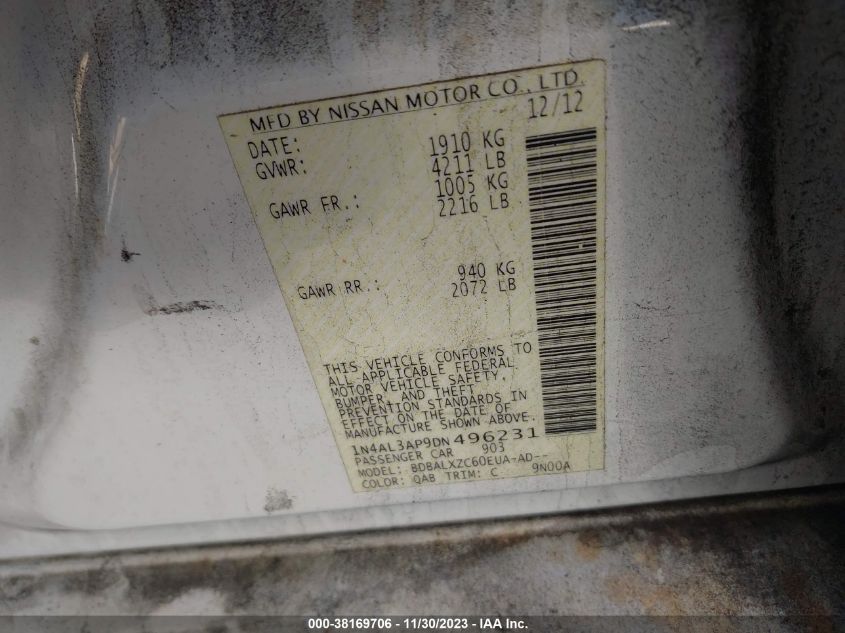 MFD BY NISSAN MOTOR CO., LTD.
DATE: 12/12
GVWR: 1910 KG
4211 LB
GAWR FR.: 1005 KG
2216 LB
GAWR RR.: 940 KG
2072 LB
THIS VEHICLE CONFORMS TO
ALL APPLICABLE FEDERAL
MOTOR VEHICLE SAFETY,
BUMPER, AND THEFT
PREVENTION STANDARDS IN
EFFECT ON THE DATE OF
MANUFACTURE SHOWN ABOVE.
1N4AL3AP9DN496231
PASSENGER CAR 903
MODEL: BDBALXZC60EUA-AD--
COLOR: QAB TRIM: C 9N00A
000-38169706 - 11/30/2023 - IAA Inc.